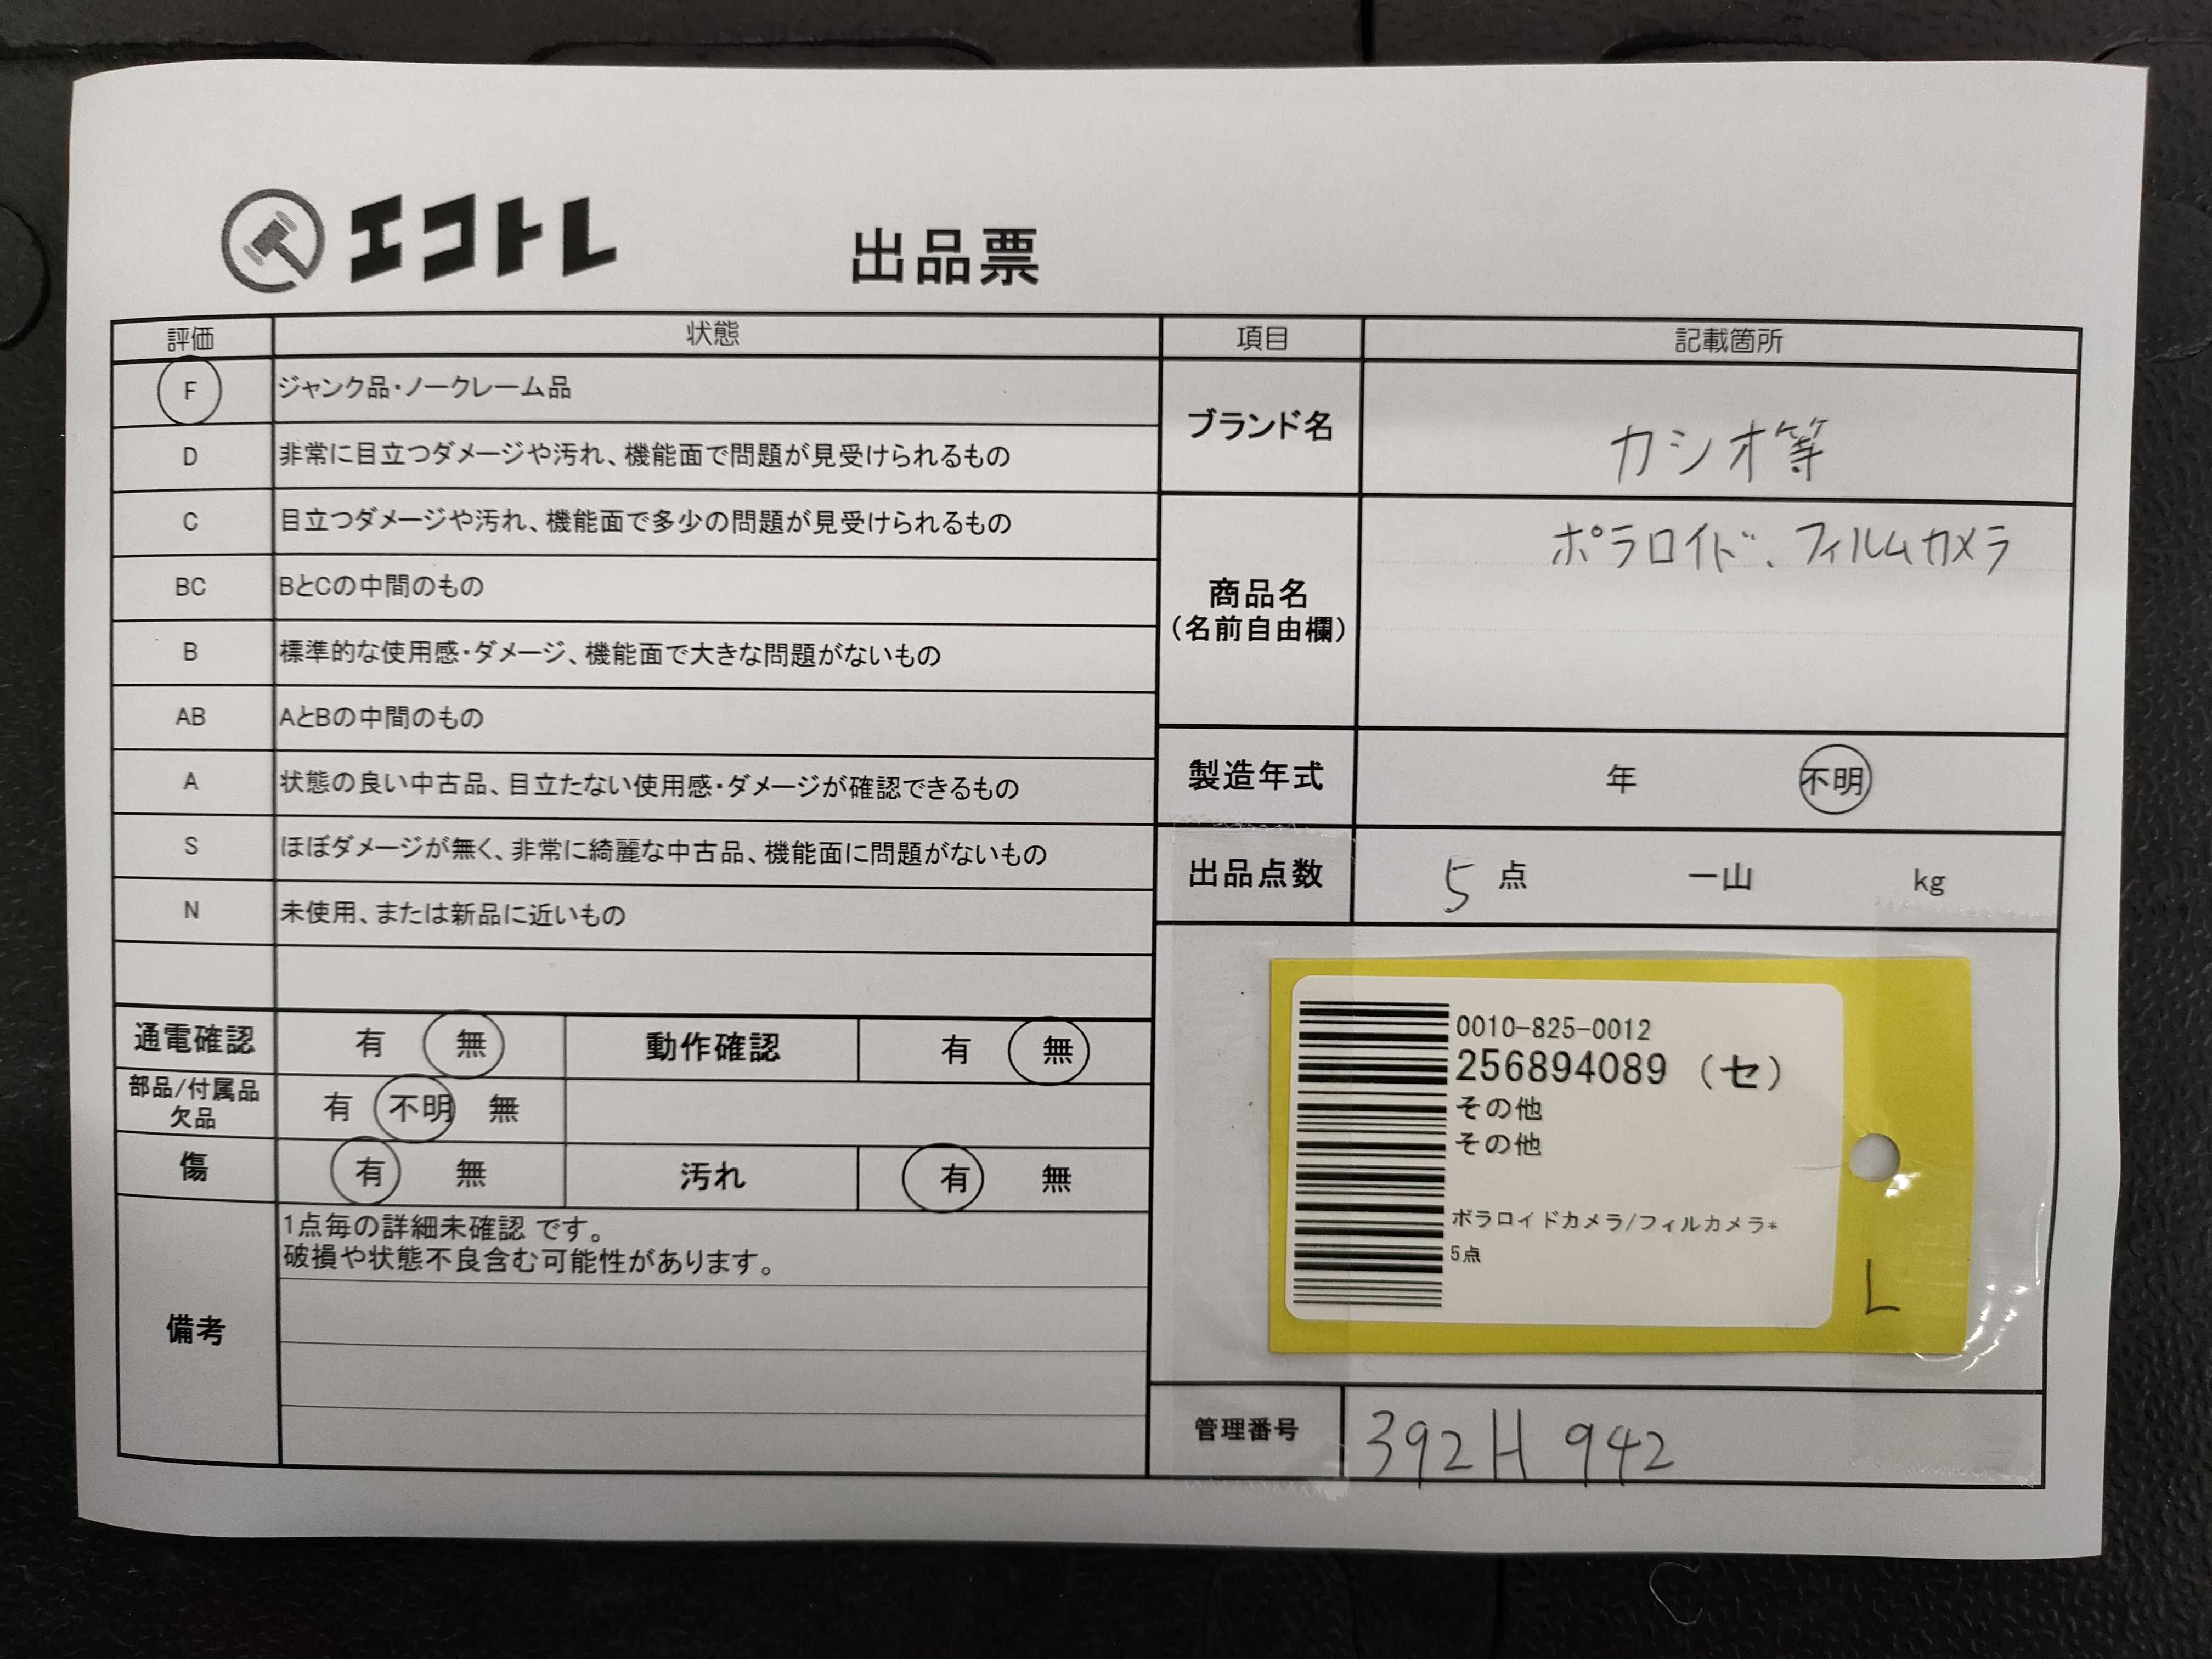 エコトレ
出品票
評価 状態
F ジャンク品・ノークレーム品
D 非常に目立つダメージや汚れ、機能面で問題が見受けられるもの
C 目立つダメージや汚れ、機能面で多少の問題が見受けられるもの
BC BとCの中間のもの
B 標準的な使用感・ダメージ、機能面で大きな問題がないもの
AB AとBの中間のもの
A 状態の良い中古品、目立たない使用感・ダメージが確認できるもの
S ほぼダメージが無く、非常に綺麗な中古品、機能面に問題がないもの
N 未使用、または新品に近いもの
通電確認 有 無 動作確認 有 無
部品/付属品
欠品 有 不明 無
傷 有 無 汚れ 有 無
備考
1点毎の詳細未確認 です。
破損や状態不良含む可能性があります。
項目 記載箇所
ブランド名 カシオ等
商品名
(名前自由欄)
ポラロイド、フィルムカメラ
製造年式 年 不明
出品点数 5 点 一山 kg
0010-825-0012
256894089 (セ)
その他
その他
ポラロイドカメラ/フィルカメラ*
5点
L
管理番号 392H 942